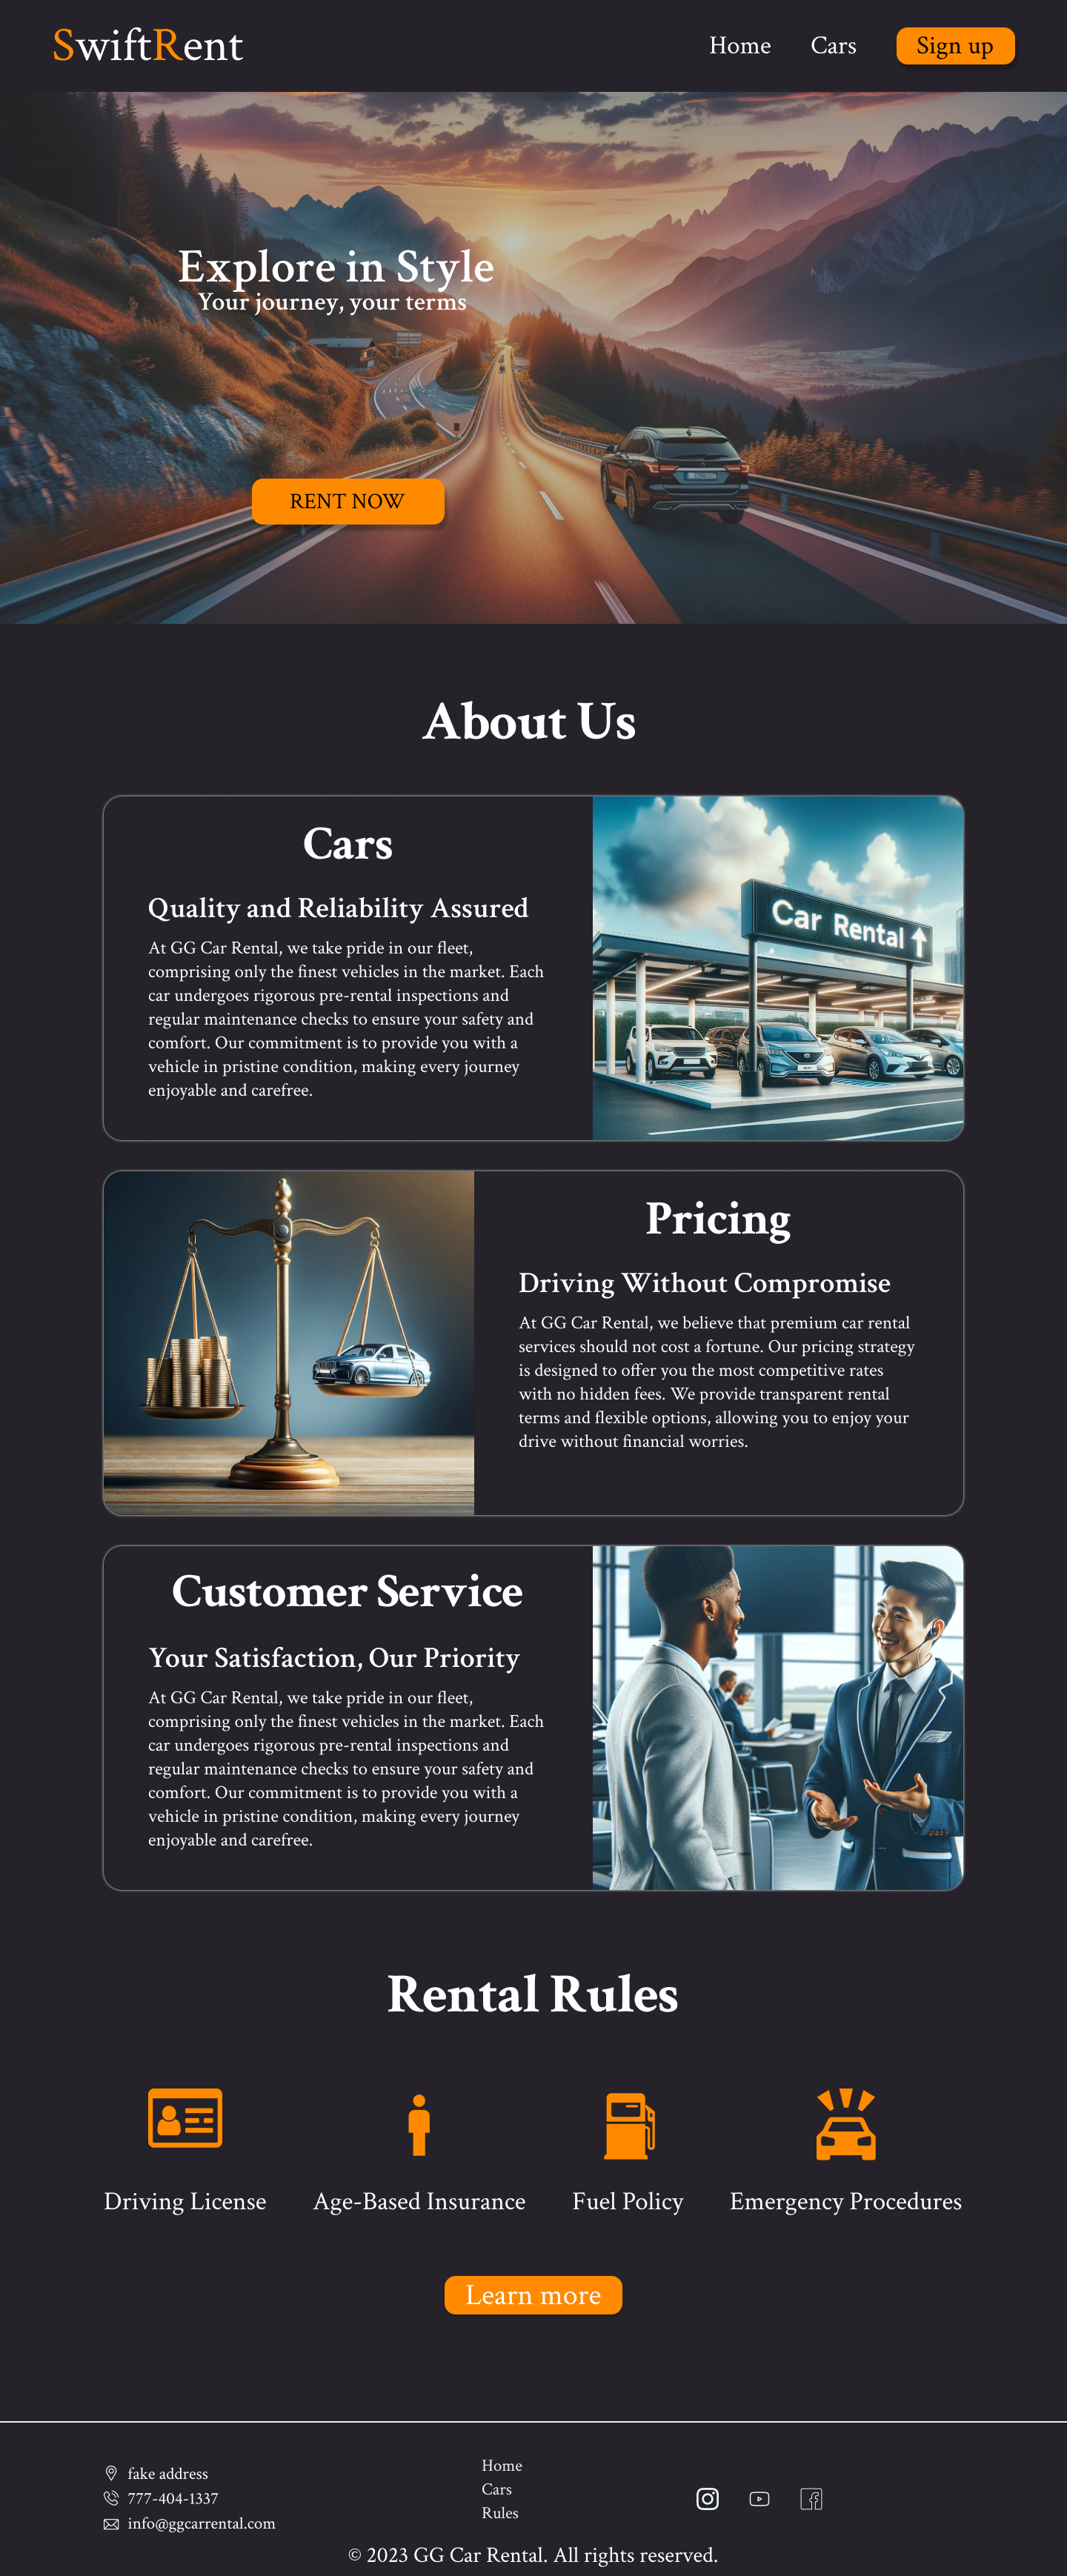 SwiftRent
Home
Cars
Sign up
Explore in Style
Your journey, your terms
RENT NOW
About Us
Cars
Quality and Reliability Assured
At GG Car Rental, we take pride in our fleet,
comprising only the finest vehicles in the market. Each
car undergoes rigorous pre-rental inspections and
regular maintenance checks to ensure your safety and
comfort. Our commitment is to provide you with a
vehicle in pristine condition, making every journey
enjoyable and carefree.
Car Rental ↑
Pricing
Driving Without Compromise
At GG Car Rental, we believe that premium car rental
services should not cost a fortune. Our pricing strategy
is designed to offer you the most competitive rates
with no hidden fees. We provide transparent rental
terms and flexible options, allowing you to enjoy your
drive without financial worries.
Customer Service
Your Satisfaction, Our Priority
At GG Car Rental, we take pride in our fleet,
comprising only the finest vehicles in the market. Each
car undergoes rigorous pre-rental inspections and
regular maintenance checks to ensure your safety and
comfort. Our commitment is to provide you with a
vehicle in pristine condition, making every journey
enjoyable and carefree.
Rental Rules
Driving License
Age-Based Insurance
Fuel Policy
Emergency Procedures
Learn more
fake address
777-404-1337
info@ggcarrental.com
Home
Cars
Rules
© 2023 GG Car Rental. All rights reserved.